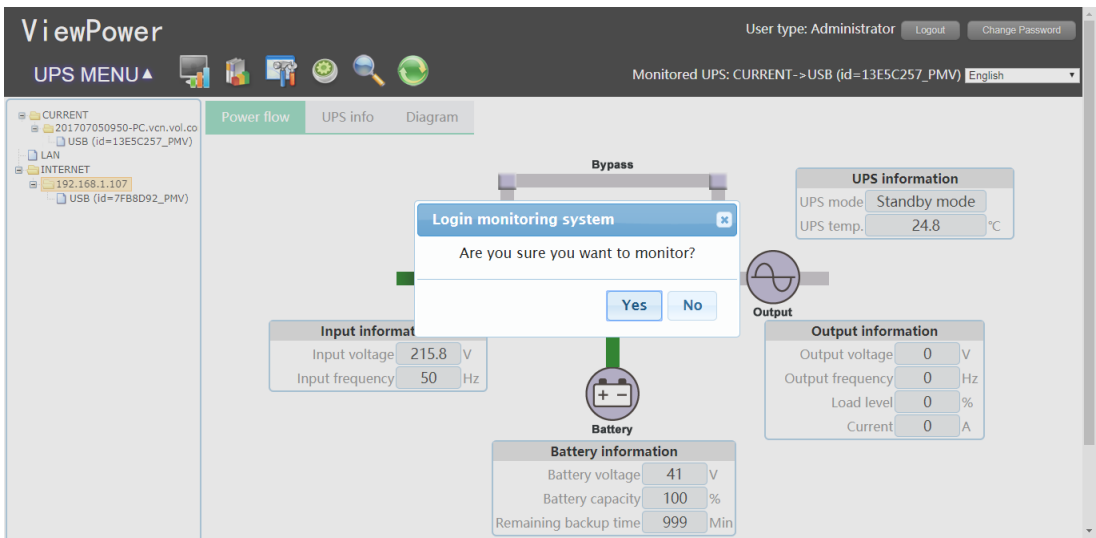 ViewPower
User type: Administrator Logout Change Password
UPS MENU▲
Monitored UPS: CURRENT->USB (id=13E5C257_PMV) English
CURRENT
201707050950-PC.vcn.vol.co
USB (id=13E5C257_PMV)
LAN
INTERNET
192.168.1.107
USB (id=7FB8D92_PMV)
Power flow UPS info Diagram
Bypass
UPS information
UPS mode Standby mode
UPS temp. 24.8 ℃
Login monitoring system
Are you sure you want to monitor?
Yes No
Output
Input informat
Input voltage 215.8 V
Input frequency 50 Hz
Output information
Output voltage 0 V
Output frequency 0 Hz
Load level 0 %
Current 0 A
Battery
Battery information
Battery voltage 41 V
Battery capacity 100 %
Remaining backup time 999 Min